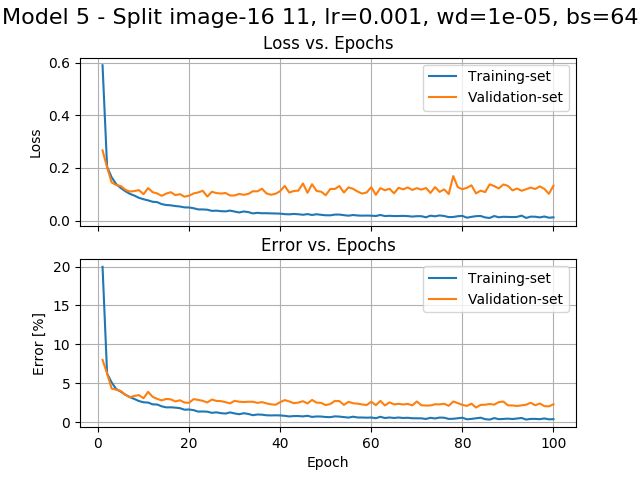 Model 5 - Split image-16 11, lr=0.001, wd=1e-05, bs=64
Loss vs. Epochs
0.6
0.4
0.2
0.0
Loss
Training-set
Validation-set
Error vs. Epochs
20
15
10
5
0
Error [%]
Training-set
Validation-set
0 20 40 60 80 100
Epoch